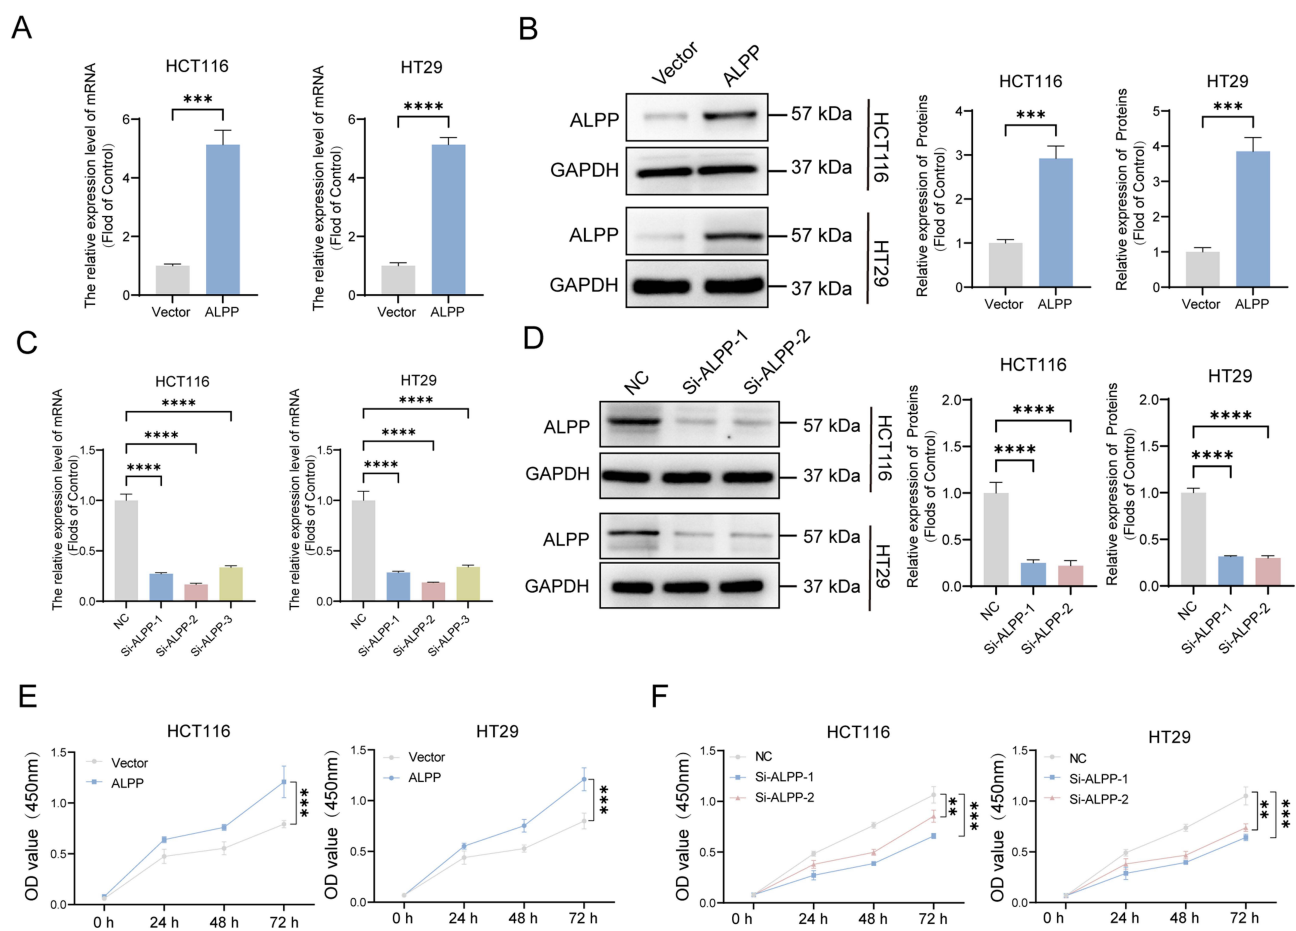 A
HCT116
The relative expression level of mRNA
（Flod of Control）
***
6
4
2
0
Vector
ALPP
HT29
The relative expression level of mRNA
（Flod of Control）
****
6
4
2
0
Vector
ALPP
B
Vector
ALPP
ALPP
57 kDa
GAPDH
37 kDa
HCT116
ALPP
57 kDa
GAPDH
37 kDa
HT29
HCT116
Relative expression of Proteins
（Flod of Control）
***
4
3
2
1
0
Vector
ALPP
HT29
Relative expression of Proteins
（Flod of Control）
***
5
4
3
2
1
0
Vector
ALPP
C
HCT116
The relative expression level of mRNA
（Flods of Control）
****
****
****
1.5
1.0
0.5
0.0
NC
Si-ALPP-1
Si-ALPP-2
Si-ALPP-3
HT29
The relative expression level of mRNA
（Flods of Control）
****
****
****
1.5
1.0
0.5
0.0
NC
Si-ALPP-1
Si-ALPP-2
Si-ALPP-3
D
NC
Si-ALPP-1
Si-ALPP-2
ALPP
57 kDa
GAPDH
37 kDa
HCT116
ALPP
57 kDa
GAPDH
37 kDa
HT29
HCT116
Relative expression of Proteins
（Flods of Control）
****
****
2.0
1.5
1.0
0.5
0.0
NC
Si-ALPP-1
Si-ALPP-2
HT29
Relative expression of Proteins
（Flods of Control）
****
****
2.0
1.5
1.0
0.5
0.0
NC
Si-ALPP-1
Si-ALPP-2
E
HCT116
OD value（450nm）
1.5
1.0
0.5
0.0
Vector
ALPP
***
0 h
24 h
48 h
72 h
HT29
OD value（450nm）
1.5
1.0
0.5
0.0
Vector
ALPP
***
0 h
24 h
48 h
72 h
F
HCT116
OD value（450nm）
1.5
1.0
0.5
0.0
NC
Si-ALPP-1
Si-ALPP-2
**
***
0 h
24 h
48 h
72 h
HT29
OD value（450nm）
1.5
1.0
0.5
0.0
NC
Si-ALPP-1
Si-ALPP-2
**
***
0 h
24 h
48 h
72 h